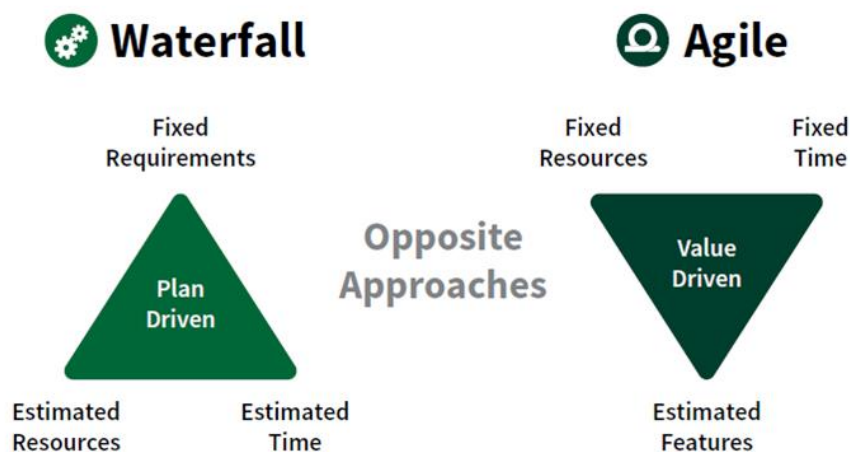 Waterfall
Agile
Fixed
Requirements
Fixed
Resources
Fixed
Time
Opposite
Approaches
Plan
Driven
Value
Driven
Estimated
Resources
Estimated
Time
Estimated
Features